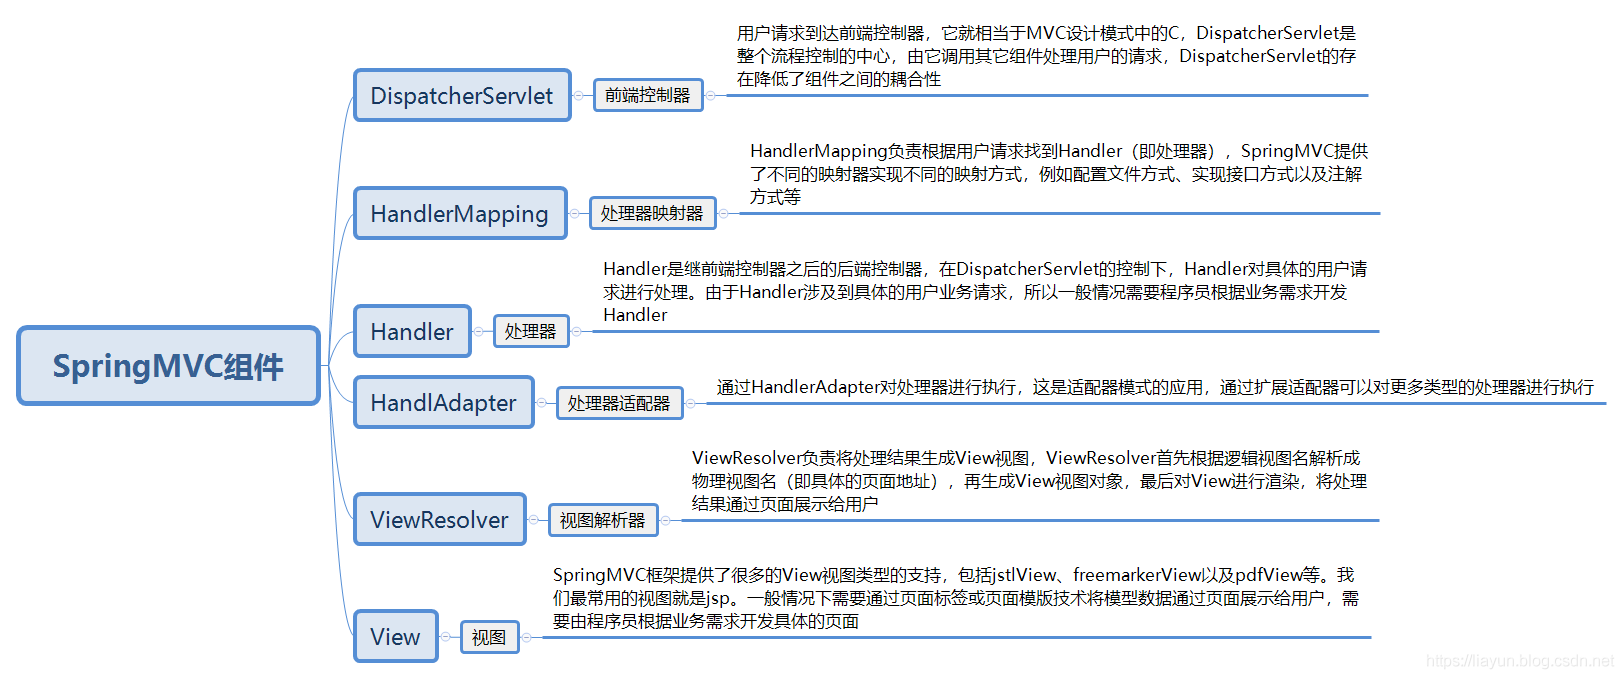 用户请求到达前端控制器，它就相当于MVC设计模式中的C，DispatcherServlet是
整个流程控制的中心，由它调用其它组件处理用户的请求，DispatcherServlet的存
在降低了组件之间的耦合性
DispatcherServlet
前端控制器
HandlerMapping负责根据用户请求找到Handler（即处理器），SpringMVC提供
了不同的映射器实现不同的映射方式，例如配置文件方式、实现接口方式以及注解
方式等
HandlerMapping
处理器映射器
Handler是继前端控制器之后的后端控制器，在DispatcherServlet的控制下，Handler对具体的用户请
求进行处理。由于Handler涉及到具体的用户业务请求，所以一般情况需要程序员根据业务需求开发
Handler
Handler
处理器
SpringMVC组件
通过HandlerAdapter对处理器进行执行，这是适配器模式的应用，通过扩展适配器可以对更多类型的处理器进行执行
HandlAdapter
处理器适配器
ViewResolver负责将处理结果生成View视图，ViewResolver首先根据逻辑视图名解析成
物理视图名（即具体的页面地址），再生成View视图对象，最后对View进行渲染，将处理
结果通过页面展示给用户
ViewResolver
视图解析器
SpringMVC框架提供了很多的View视图类型的支持，包括jstlView、freemarkerView以及pdfView等。我
们最常用的视图就是jsp。一般情况下需要通过页面标签或页面模版技术将模型数据通过页面展示给用户，需
要由程序员根据业务需求开发具体的页面
View
视图
https://liayun.blog.csdn.net